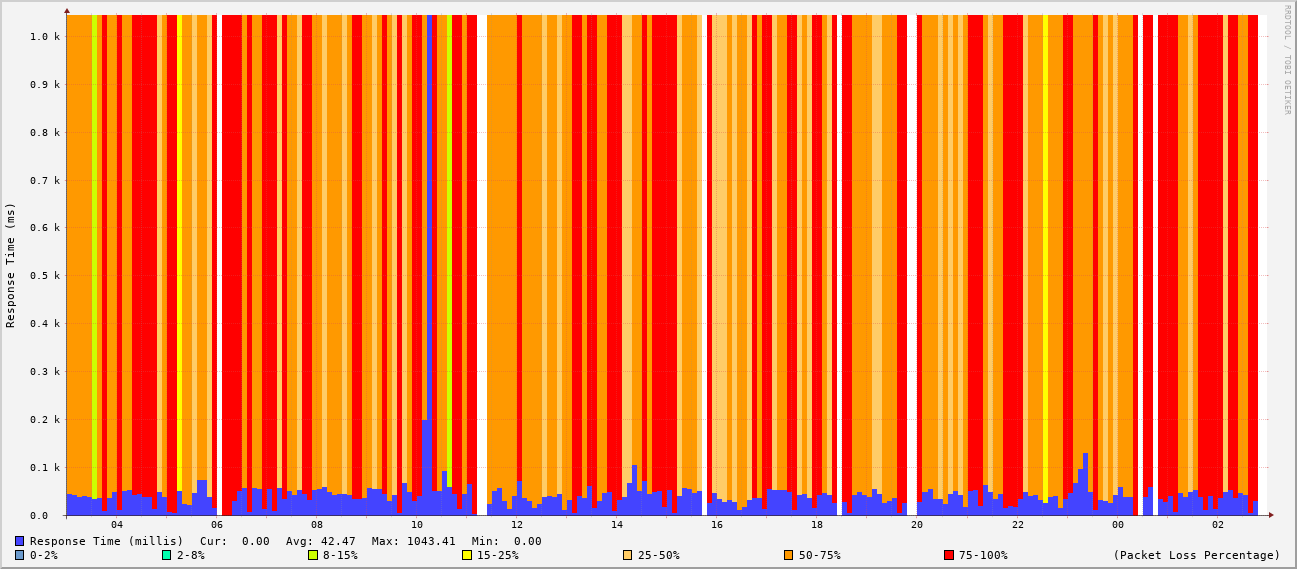 RRDTOOL / TOBI OETIKER
Response Time (ms)
1.0 k
0.9 k
0.8 k
0.7 k
0.6 k
0.5 k
0.4 k
0.3 k
0.2 k
0.1 k
0.0
04 06 08 10 12 14 16 18 20 22 00 02
Response Time (millis) Cur: 0.00 Avg: 42.47 Max: 1043.41 Min: 0.00
0-2% 2-8% 8-15% 15-25% 25-50% 50-75% 75-100% (Packet Loss Percentage)